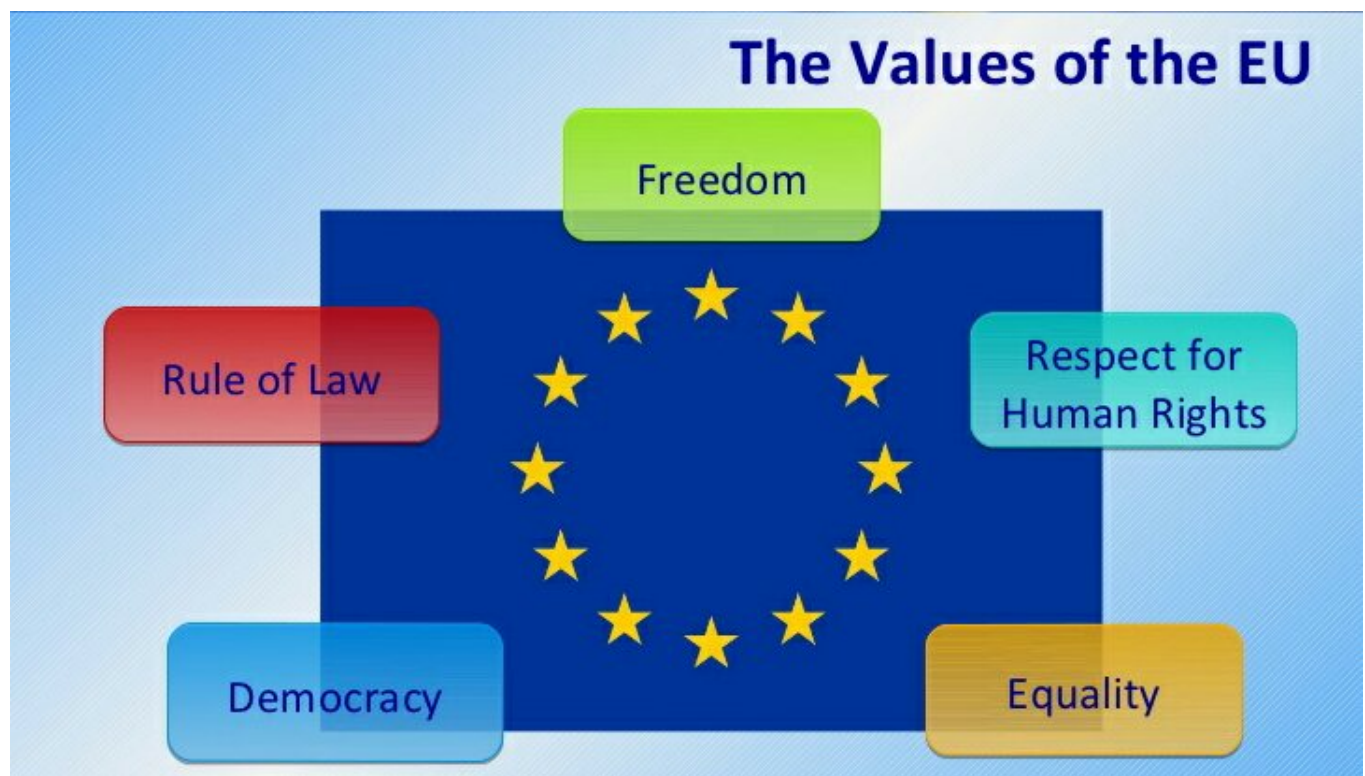 The Values of the EU
Freedom
Rule of Law
Respect for
Human Rights
Democracy
Equality